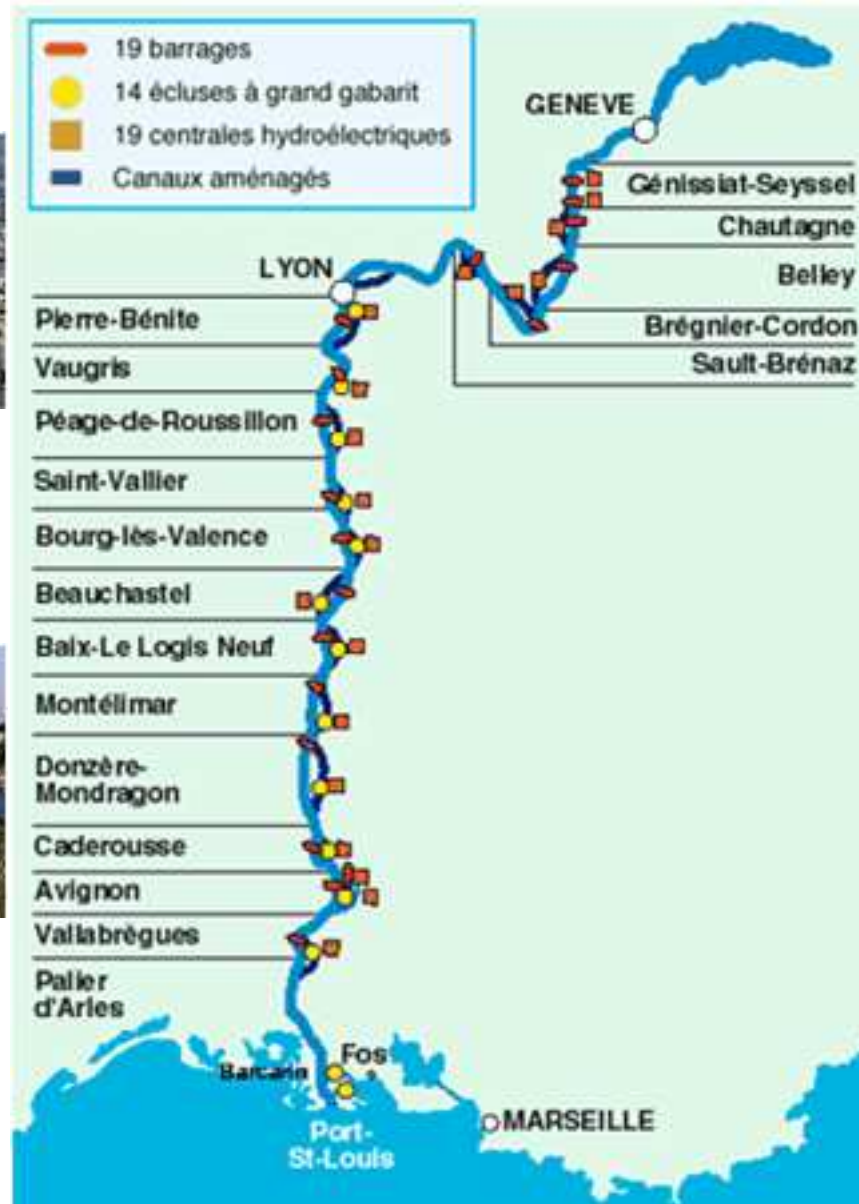 19 barrages
14 écluses à grand gabarit
19 centrales hydroélectriques
Canaux aménagés
GENEVE
Génissiat-Seyssel
Chautagne
Belley
Brégnier-Cordon
Sault-Brénaz
LYON
Pierre-Bénite
Vaugris
Péage-de-Roussillon
Saint-Vallier
Bourg-lès-Valence
Beauchastel
Baix-Le Logis Neuf
Montélimar
Donzère-
Mondragon
Caderousse
Avignon
Vallabrègues
Palier
d'Arles
Barcarin
Fos
MARSEILLE
Port-
St-Louis